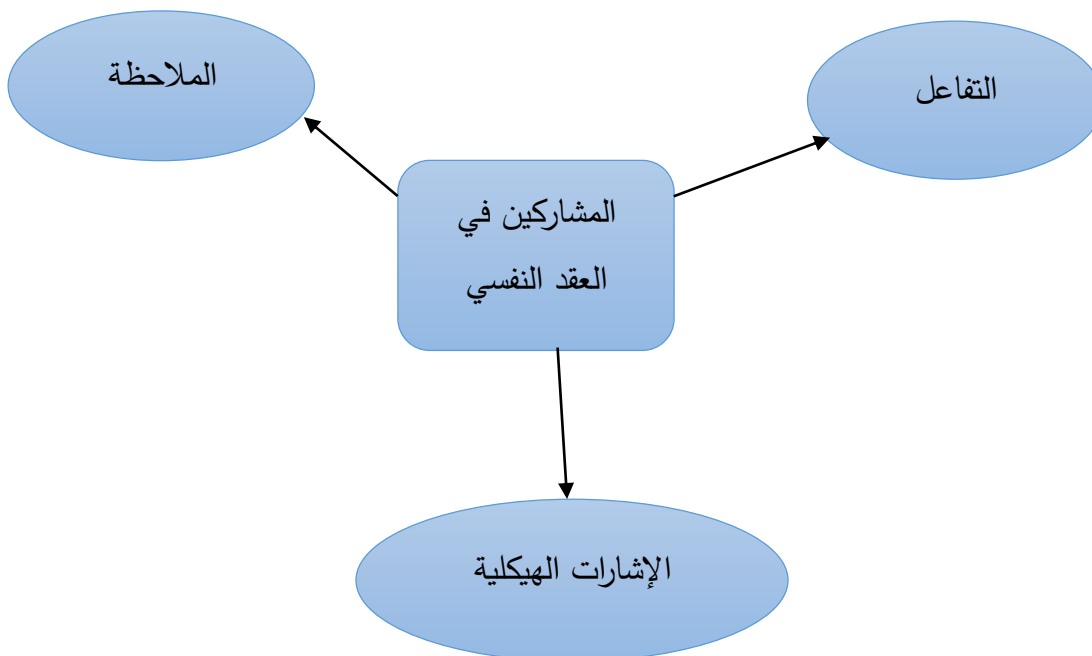 التفاعل
الملاحظة
المشاركين في
العقد النفسي
الإشارات الهيكلية